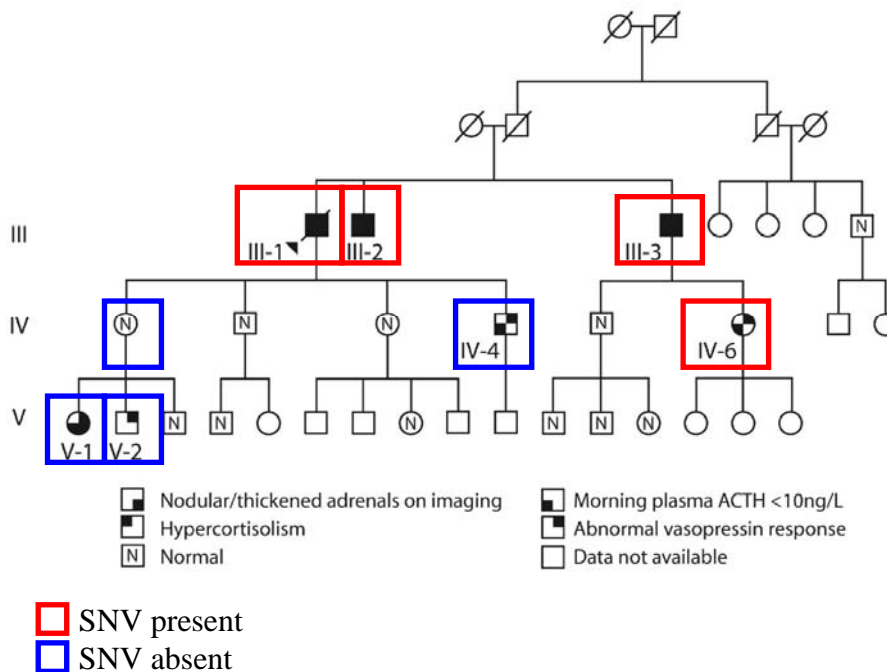 III
N
III-1
III-2
III-3
IV
N
N
N
N
IV-4
IV-6
V
N
N
N
N
N
N
V-1
V-2
Nodular/thickened adrenals on imaging
Morning plasma ACTH <10ng/L
Hypercortisolism
Abnormal vasopressin response
N Normal
Data not available
SNV present
SNV absent